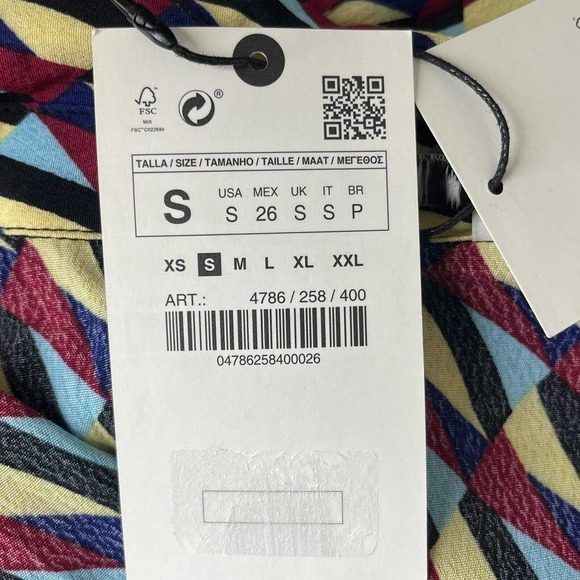 FSC
MIX
FSC™ C022684
®
TALLA / SIZE / TAMANHO / TAILLE / MAAT / ΜΕΓΕΘΟΣ
S
USA MEX UK IT BR
S 26 S S P
XS S M L XL XXL
ART.: 4786 / 258 / 400
04786258400026